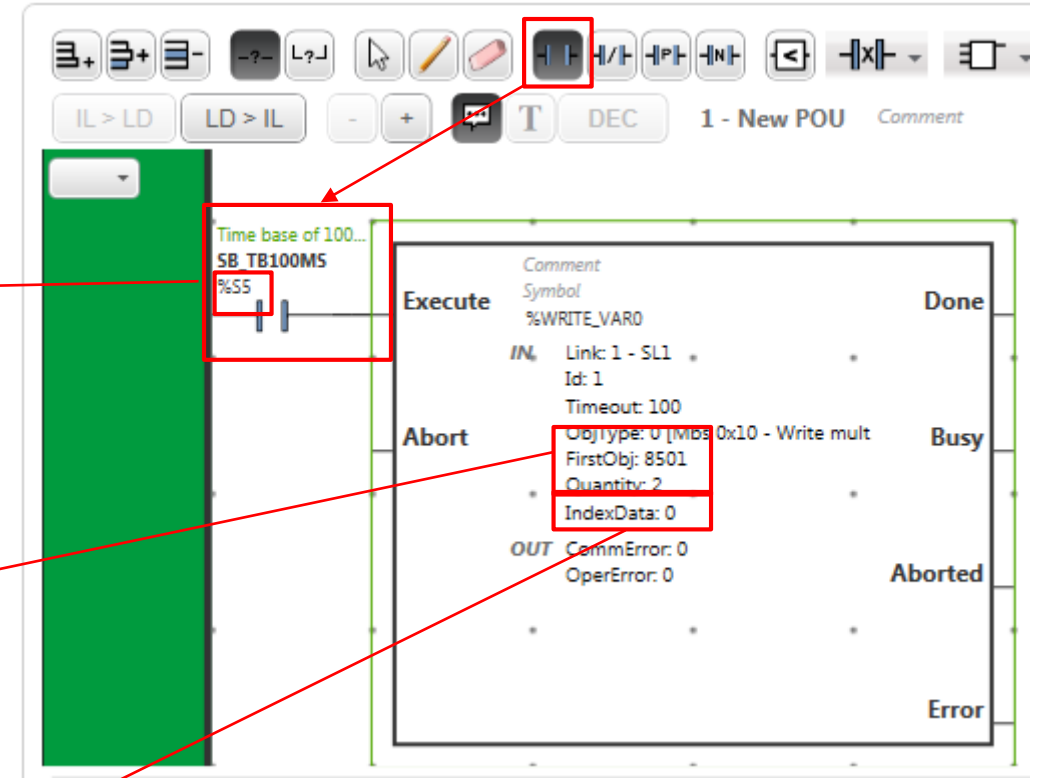 -?- L?┘ P N < X
IL > LD LD > IL - + T DEC 1 - New POU Comment
Time base of 100...
SB_TB100MS
%S5
Comment
Symbol
%WRITE_VAR0
Execute Done
IN Link: 1 - SL1
Id: 1
Timeout: 100
ObjType: 0 [Mbs 0x10 - Write mult
Abort Busy
FirstObj: 8501
Quantity: 2
IndexData: 0
OUT CommError: 0
OperError: 0
Aborted
Error